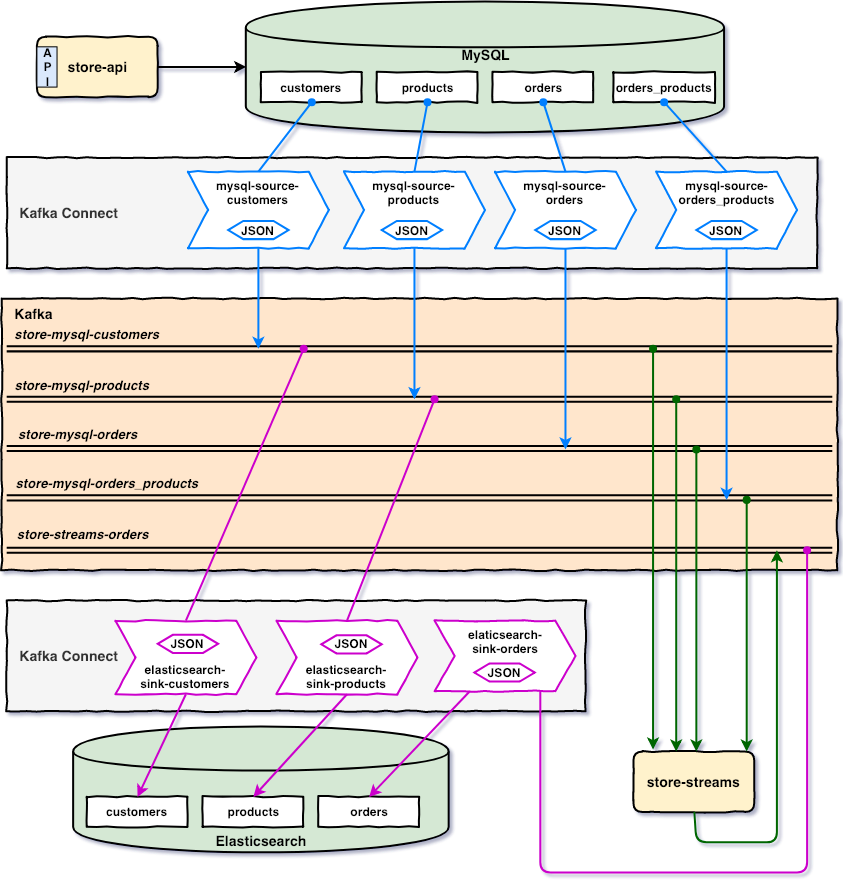 MySQL
A
P
I
store-api
customers
products
orders
orders_products
mysql-source-
customers
JSON
mysql-source-
products
JSON
mysql-source-
orders
JSON
mysql-source-
orders_products
JSON
Kafka Connect
Kafka
store-mysql-customers
store-mysql-products
store-mysql-orders
store-mysql-orders_products
store-streams-orders
Kafka Connect
JSON
elasticsearch-
sink-customers
JSON
elasticsearch-
sink-products
elaticsearch-
sink-orders
JSON
store-streams
customers
products
orders
Elasticsearch